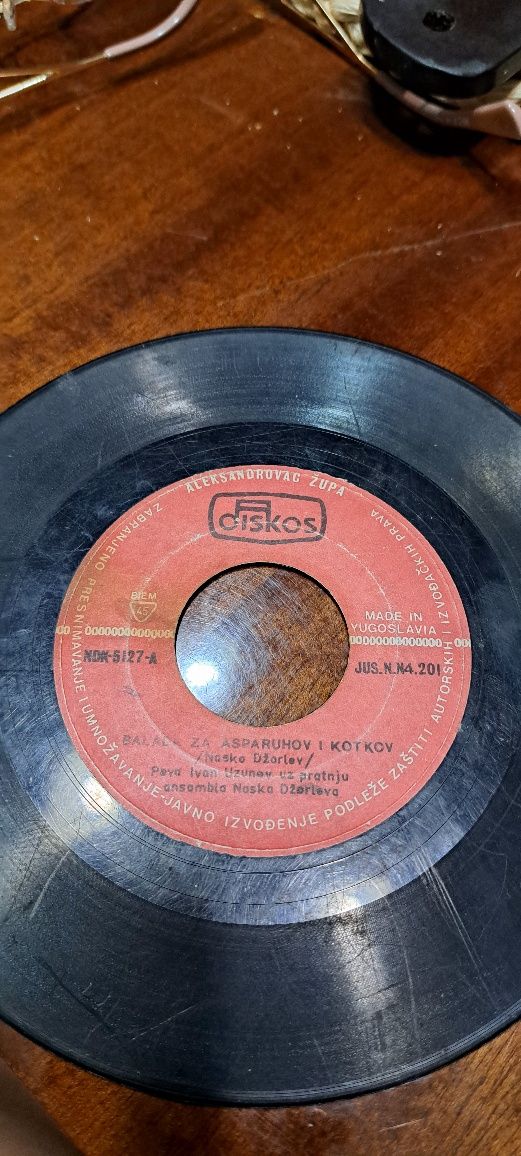 ALEKSANDROVAC ŽUPA
diskos
BIEM
45
MADE IN
YUGOSLAVIA
NDK-5127-A
JUS.N.N4.201
BALADA ZA ASPARUHOV I KOTKOV
/Nasko Džorlev/
Peva Ivan Uzunov uz pratnju
ansambla Naska Džorleva
ZABRANJENO PRESNIMAVANJE I UMNOŽAVANJE-JAVNO IZVOĐENJE PODLEŽE ZAŠTITI AUTORSKIH I IZVOĐAČKIH PRAVA